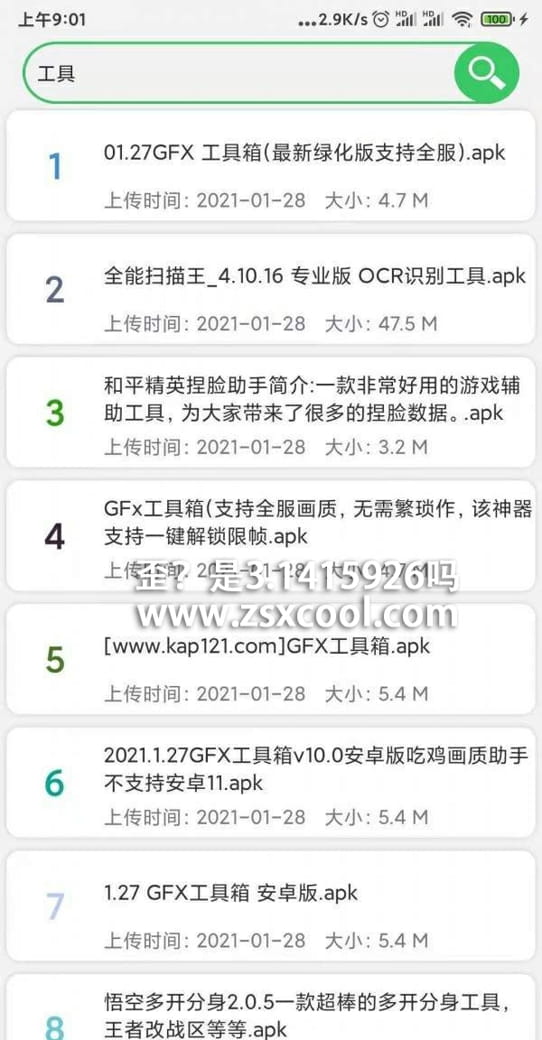 上午9:01
...2.9K/s HD HD 100
工具
1
01.27GFX 工具箱(最新绿化版支持全服).apk
上传时间: 2021-01-28 大小: 4.7 M
2
全能扫描王_4.10.16 专业版 OCR识别工具.apk
上传时间: 2021-01-28 大小: 47.5 M
3
和平精英捏脸助手简介:一款非常好用的游戏辅
助工具, 为大家带来了很多的捏脸数据。.apk
上传时间: 2021-01-28 大小: 3.2 M
4
GFx工具箱(支持全服画质, 无需繁琐作, 该神器
支持一键解锁限帧.apk
上传时间: 2021-01-28 大小: 4.7 M
歪? 是3.1415926吗
www.zsxcool.com
5
[www.kap121.com]GFX工具箱.apk
上传时间: 2021-01-28 大小: 5.4 M
6
2021.1.27GFX工具箱v10.0安卓版吃鸡画质助手
不支持安卓11.apk
上传时间: 2021-01-28 大小: 5.4 M
7
1.27 GFX工具箱 安卓版.apk
上传时间: 2021-01-28 大小: 5.4 M
8
悟空多开分身2.0.5一款超棒的多开分身工具,
王者改战区等等.apk